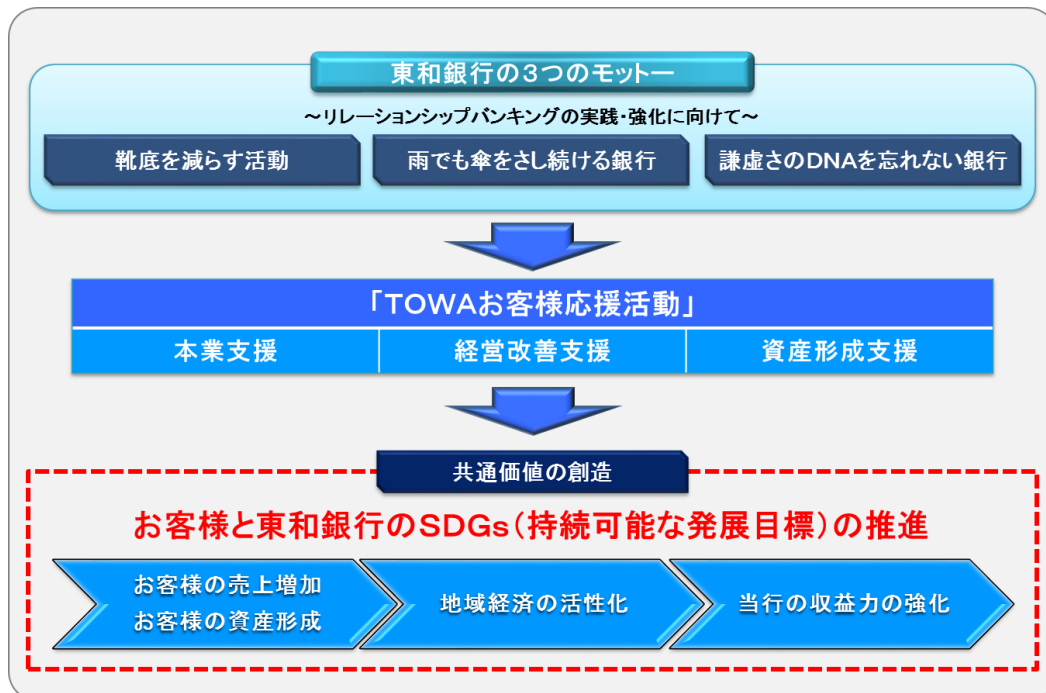 東和銀行の3つのモットー
～リレーションシップバンキングの実践・強化に向けて～
靴底を減らす活動
雨でも傘をさし続ける銀行
謙虚さのDNAを忘れない銀行
「TOWAお客様応援活動」
本業支援
経営改善支援
資産形成支援
共通価値の創造
お客様と東和銀行のSDGs(持続可能な発展目標)の推進
お客様の売上増加
お客様の資産形成
地域経済の活性化
当行の収益力の強化